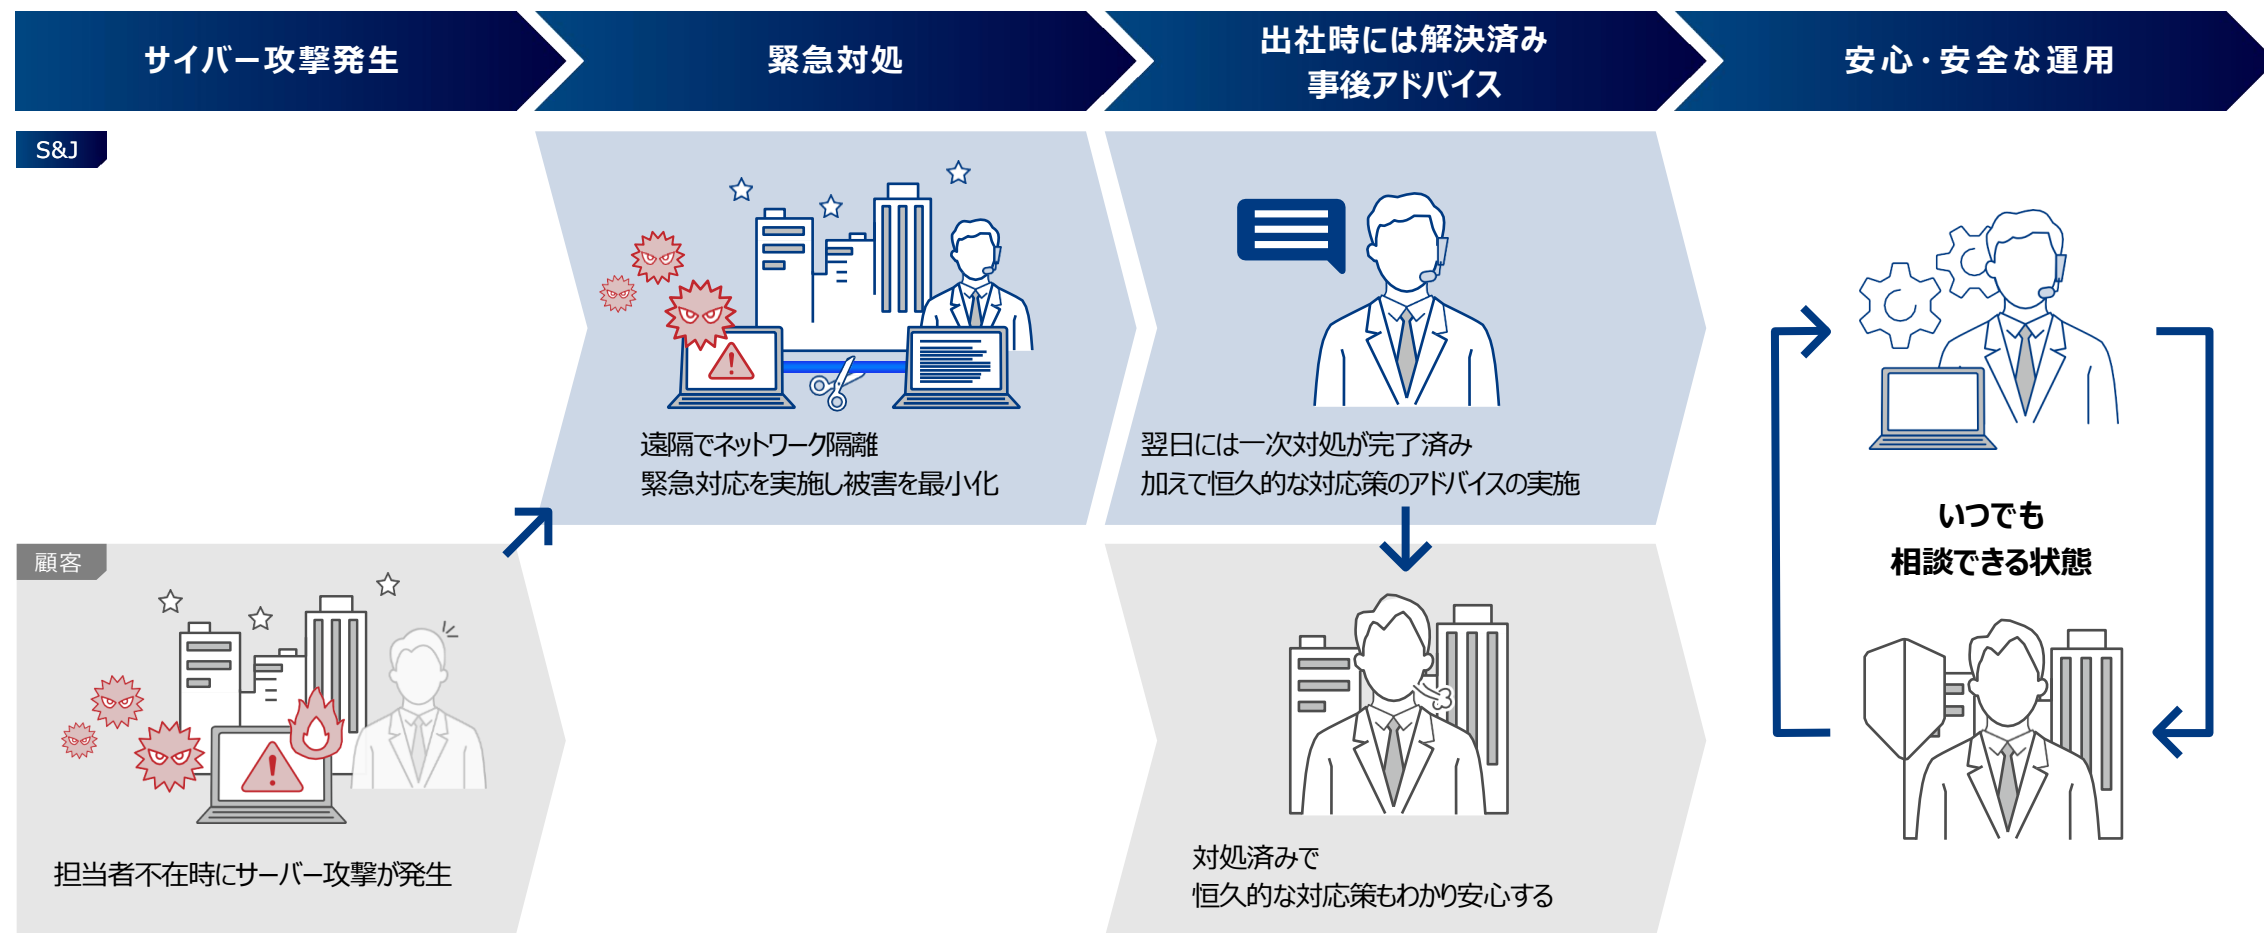 サイバー攻撃発生
緊急対処
出社時には解決済み
事後アドバイス
安心・安全な運用
S&J
遠隔でネットワーク隔離
緊急対応を実施し被害を最小化
翌日には一次対処が完了済み
加えて恒久的な対応策のアドバイスの実施
いつでも
相談できる状態
顧客
担当者不在時にサーバー攻撃が発生
対処済みで
恒久的な対応策もわかり安心する